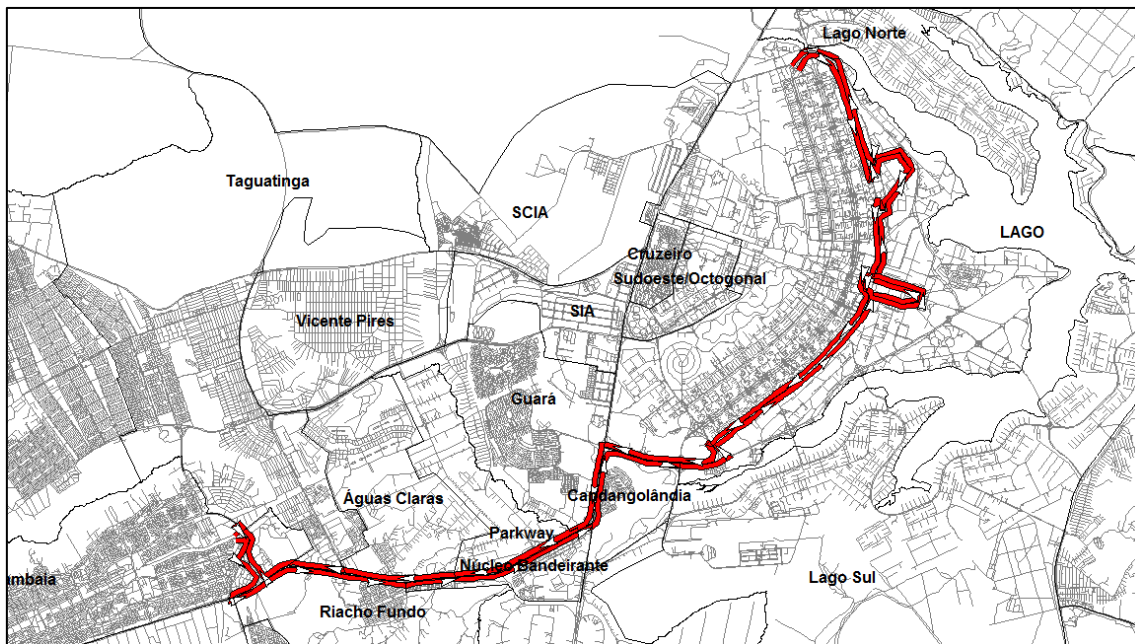 Lago Norte
Taguatinga
SCIA
LAGO
Cruzeiro
Sudoeste/Octogonal
SIA
Vicente Pires
Guará
Águas Claras
Candangolândia
Parkway
Núcleo Bandeirante
ambaia
Lago Sul
Riacho Fundo